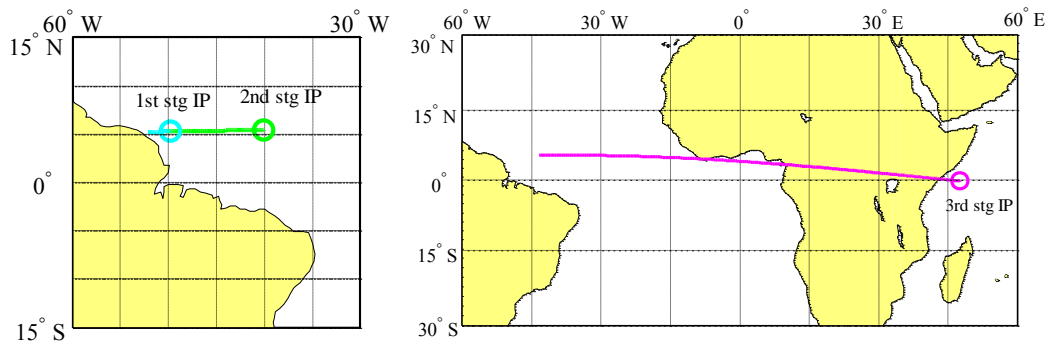 60° W
30° W
15° N
1st stg IP
2nd stg IP
0°
15° S
60° W
30° W
0°
30° E
60° E
30° N
15° N
0°
3rd stg IP
15° S
30° S